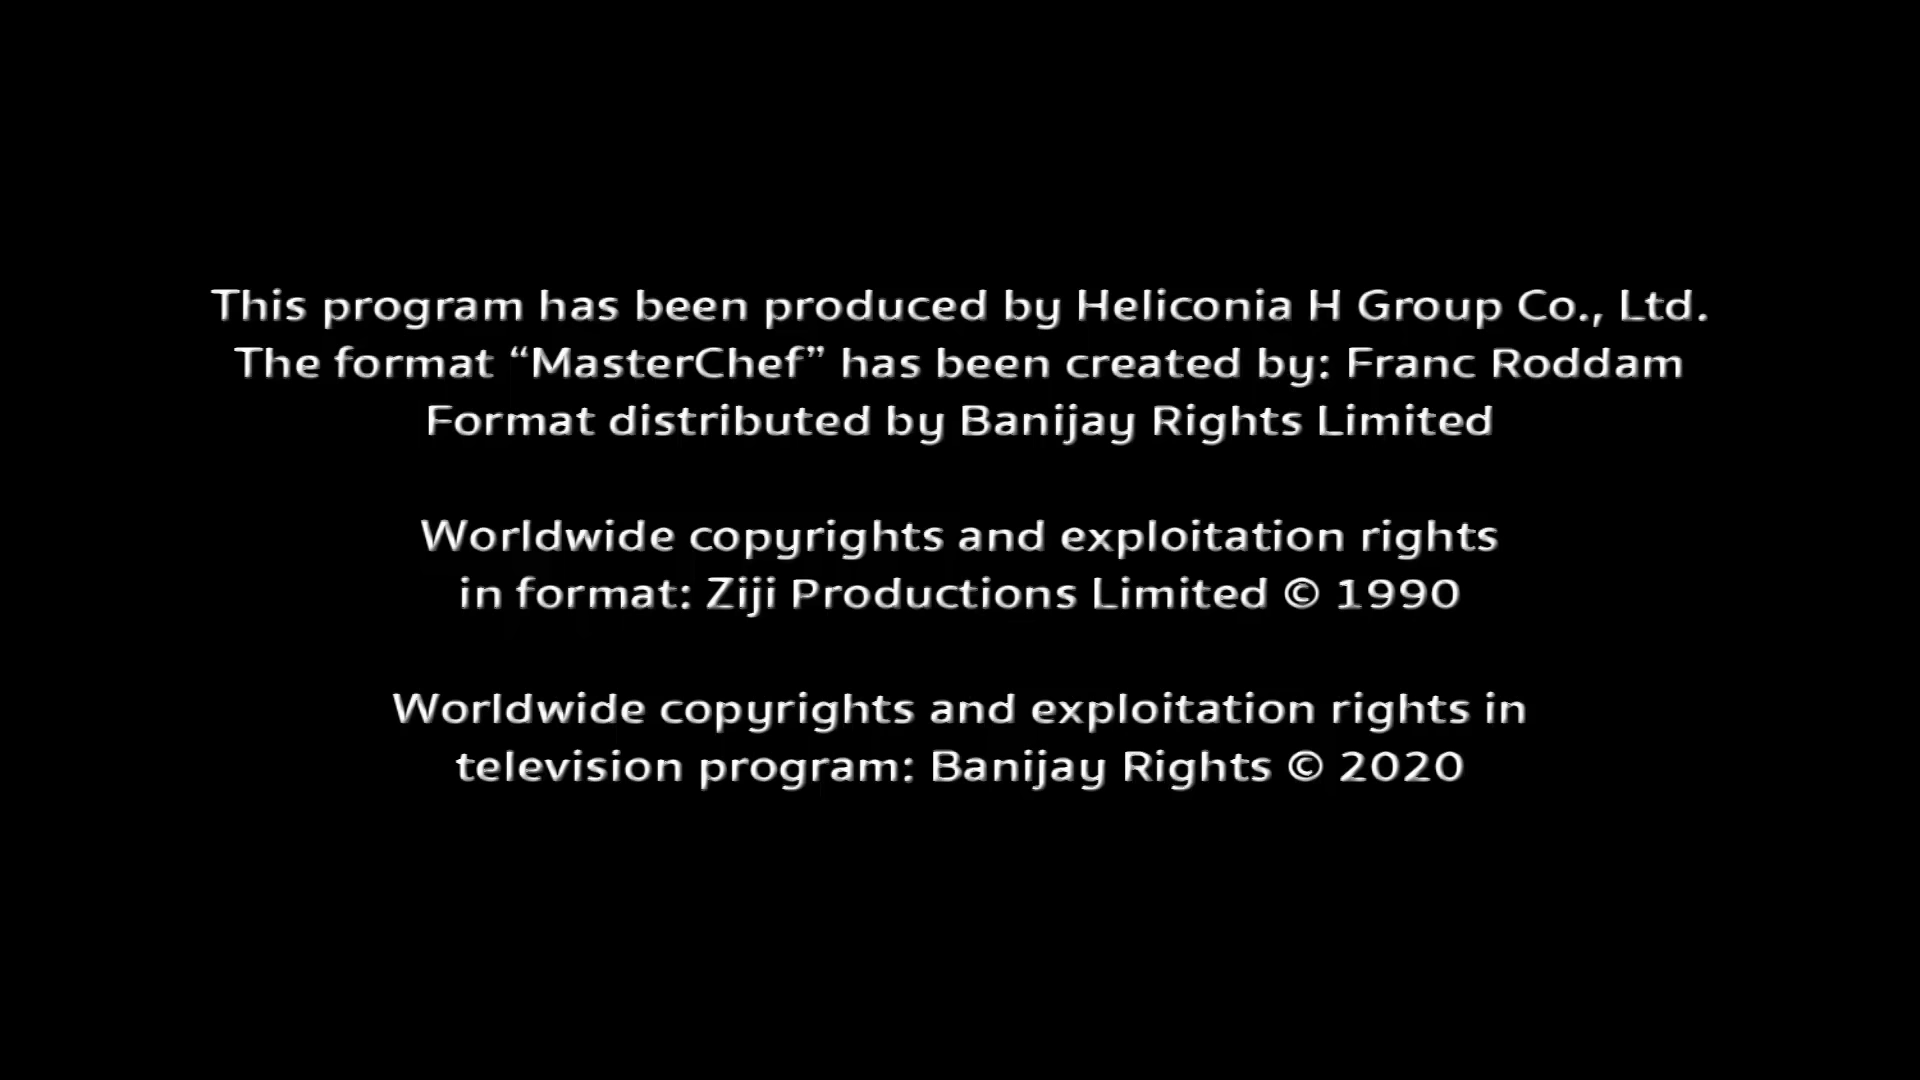 This program has been produced by Heliconia H Group Co., Ltd.
The format “MasterChef” has been created by: Franc Roddam
Format distributed by Banijay Rights Limited
Worldwide copyrights and exploitation rights
in format: Ziji Productions Limited © 1990
Worldwide copyrights and exploitation rights in
television program: Banijay Rights © 2020